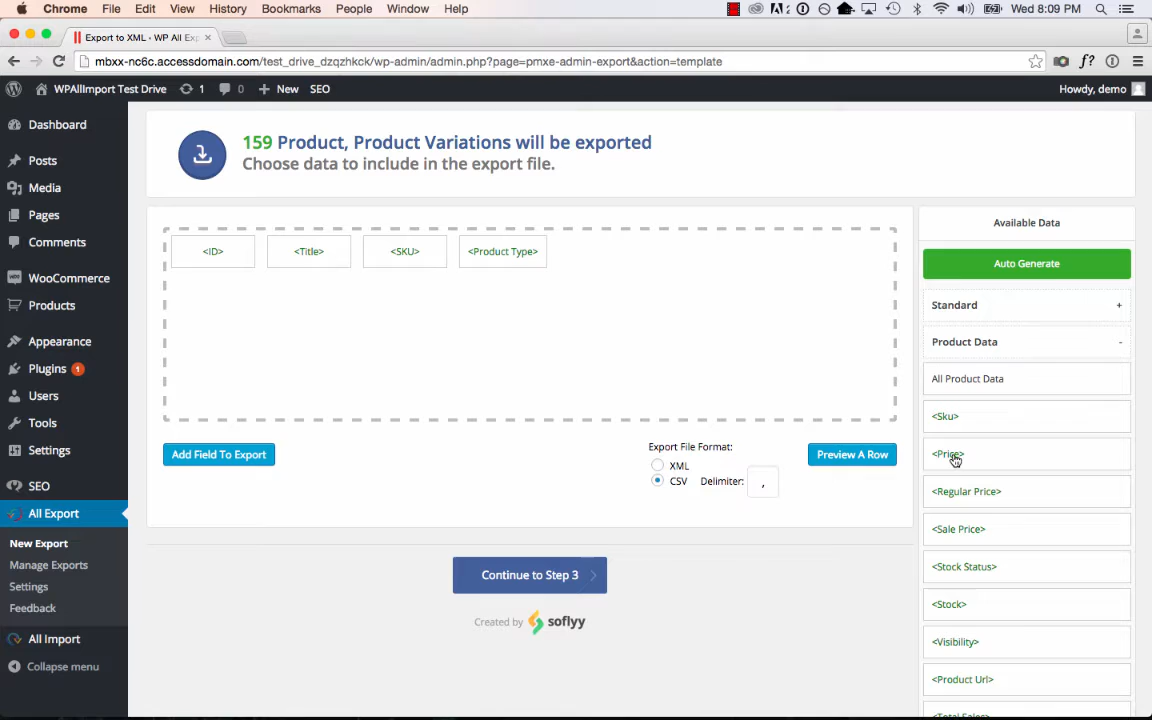 Chrome File Edit View History Bookmarks People Window Help Wed 8:09 PM
Export to XML ‹ WP All Exp ×
mbxx-nc6c.accessdomain.com/test_drive_dzqzhkck/wp-admin/admin.php?page=pmxe-admin-export&action=template
WPAllImport Test Drive 1 0 + New SEO Howdy, demo
Dashboard
Posts
Media
Pages
Comments
WooCommerce
Products
Appearance
Plugins 1
Users
Tools
Settings
SEO
All Export
New Export
Manage Exports
Settings
Feedback
All Import
Collapse menu
159 Product, Product Variations will be exported
Choose data to include in the export file.
<ID> <Title> <SKU> <Product Type>
Add Field To Export
Export File Format:
XML
CSV Delimiter: ,
Preview A Row
Continue to Step 3
Created by soflyy
Available Data
Auto Generate
Standard +
Product Data -
All Product Data
<Sku>
<Price>
<Regular Price>
<Sale Price>
<Stock Status>
<Stock>
<Visibility>
<Product Url>
<Total Sales>